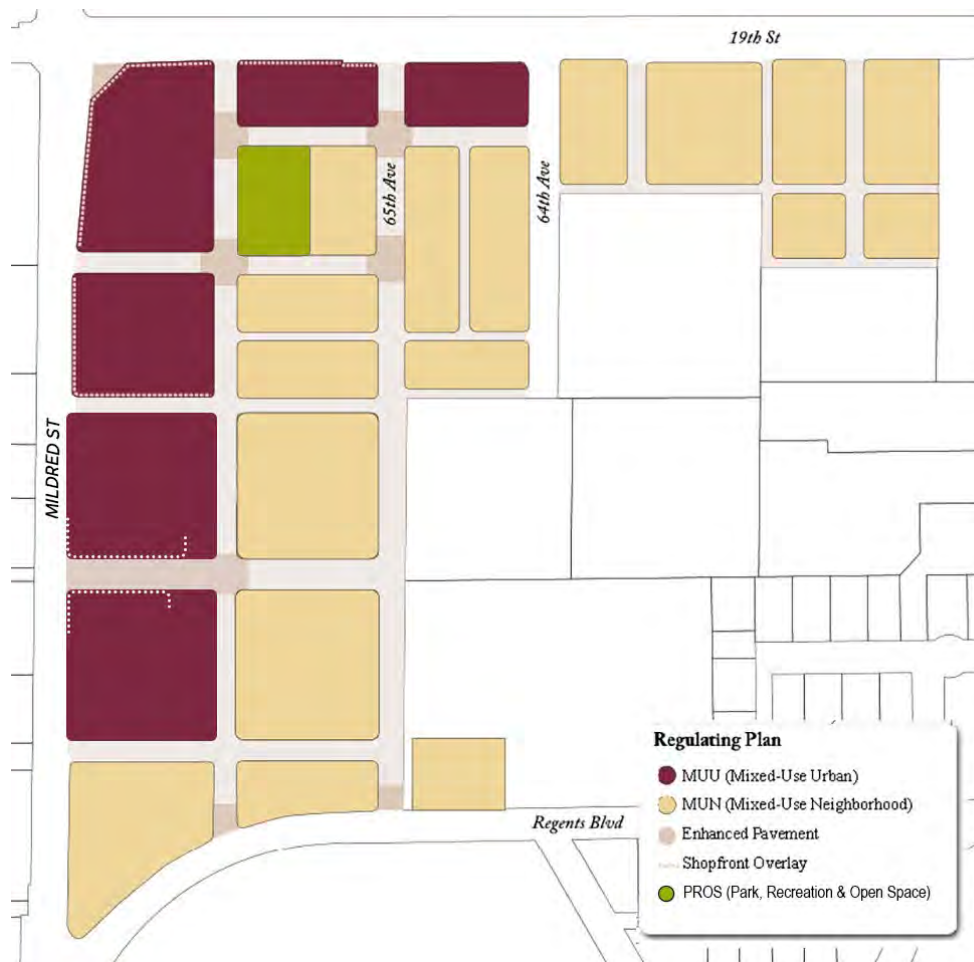 19th St
65th Ave
64th Ave
MILDRED ST
Regents Blvd
Regulating Plan
MUU (Mixed-Use Urban)
MUN (Mixed-Use Neighborhood)
Enhanced Pavement
Shopfront Overlay
PROS (Park, Recreation & Open Space)